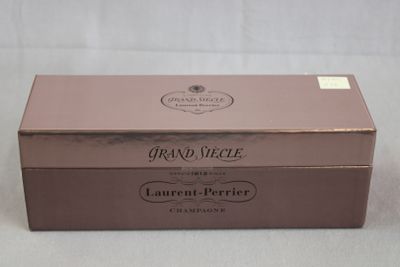 GRAND SIÈCLE
Laurent-Perrier
GRAND SIÈCLE
Laurent-Perrier
CHAMPAGNE